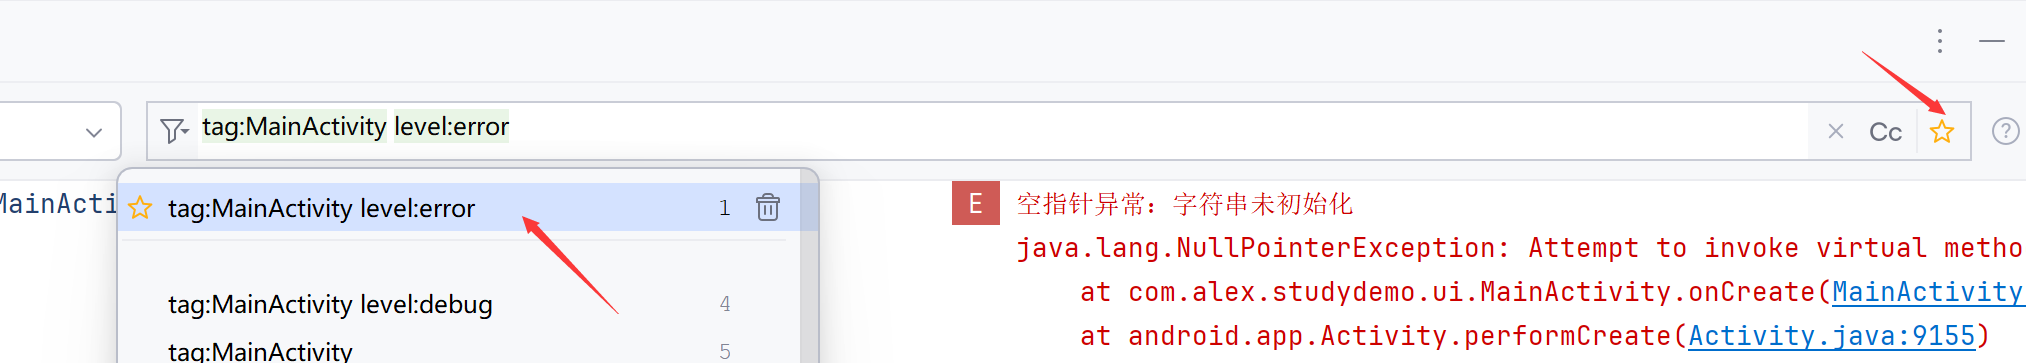 tag:MainActivity level:error
Cc
?
MainActi
tag:MainActivity level:error 1
tag:MainActivity level:debug 4
tag:MainActivity 5
E 空指针异常：字符串未初始化
java.lang.NullPointerException: Attempt to invoke virtual metho
at com.alex.studydemo.ui.MainActivity.onCreate(MainActivity.
at android.app.Activity.performCreate(Activity.java:9155)